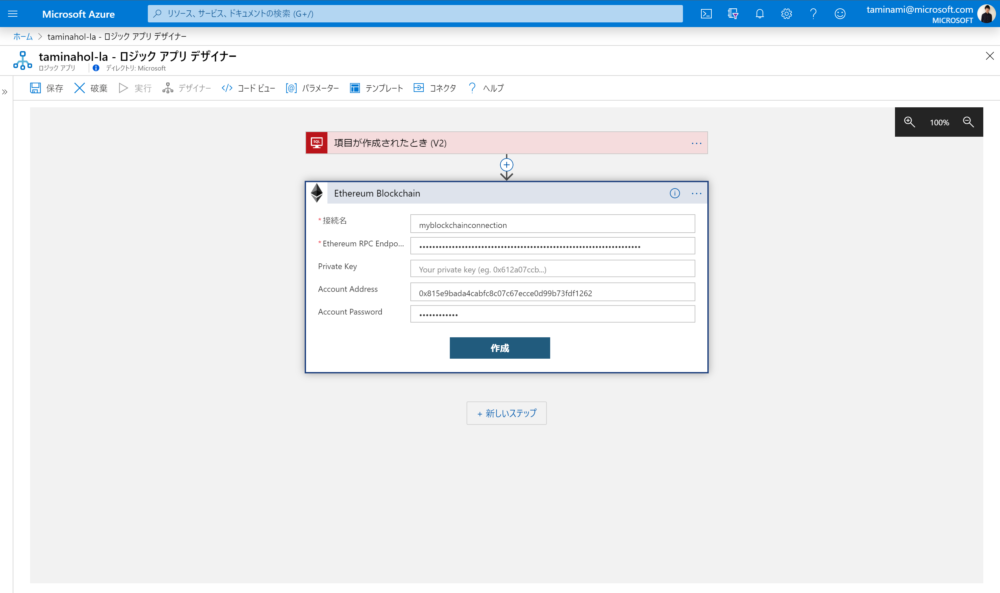 Microsoft Azure
リソース、サービス、ドキュメントの検索 (G+/)
taminami@microsoft.com
MICROSOFT
ホーム
taminahol-la - ロジック アプリ デザイナー
taminahol-la - ロジック アプリ デザイナー
ロジック アプリ
ディレクトリ: Microsoft
保存
破棄
実行
デザイナー
コード ビュー
パラメーター
テンプレート
コネクタ
ヘルプ
100%
SQL
項目が作成されたとき (V2)
Ethereum Blockchain
*接続名
myblockchainconnection
*Ethereum RPC Endpo...
Private Key
Your private key (eg. 0x612a07ccb...)
Account Address
0x815e9bada4cabfc8c07c67ecce0d99b73fdf1262
Account Password
作成
+ 新しいステップ